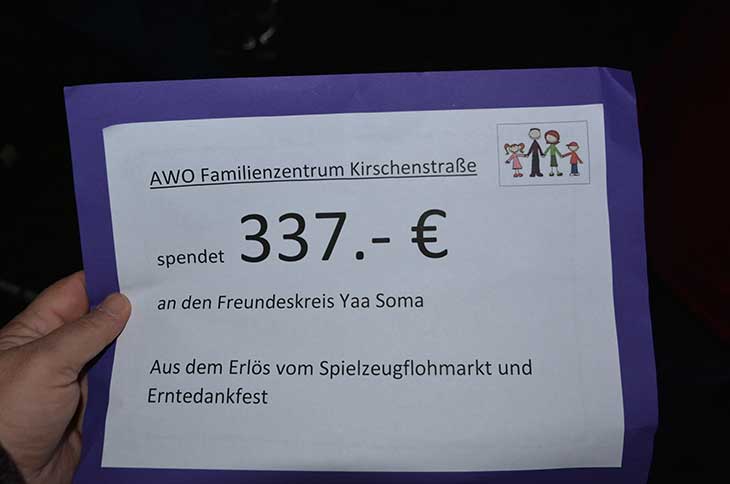 AWO Familienzentrum Kirschenstraße
spendet 337.- €
an den Freundeskreis Yaa Soma
Aus dem Erlös vom Spielzeugflohmarkt und
Erntedankfest